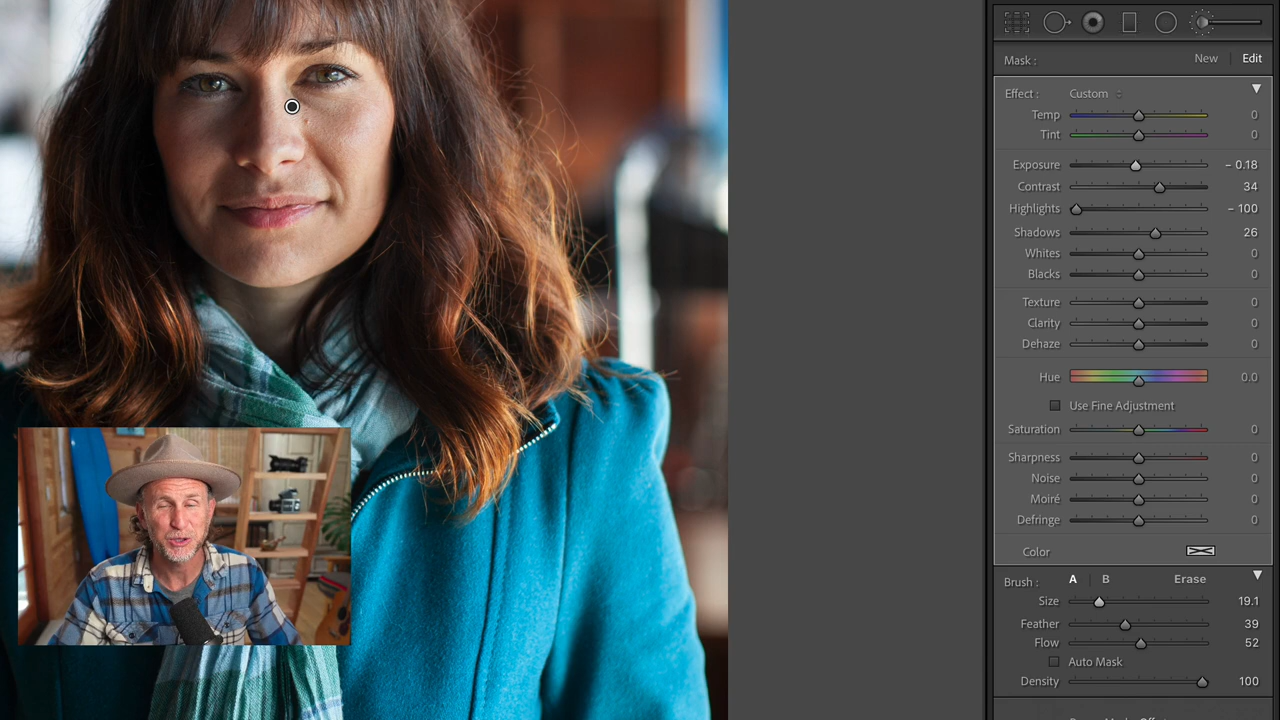 Mask : New Edit
Effect : Custom
Temp 0
Tint 0
Exposure – 0.18
Contrast 34
Highlights – 100
Shadows 26
Whites 0
Blacks 0
Texture 0
Clarity 0
Dehaze 0
Hue 0.0
Use Fine Adjustment
Saturation 0
Sharpness 0
Noise 0
Moiré 0
Defringe 0
Color
Brush : A B Erase
Size 19.1
Feather 39
Flow 52
Auto Mask
Density 100